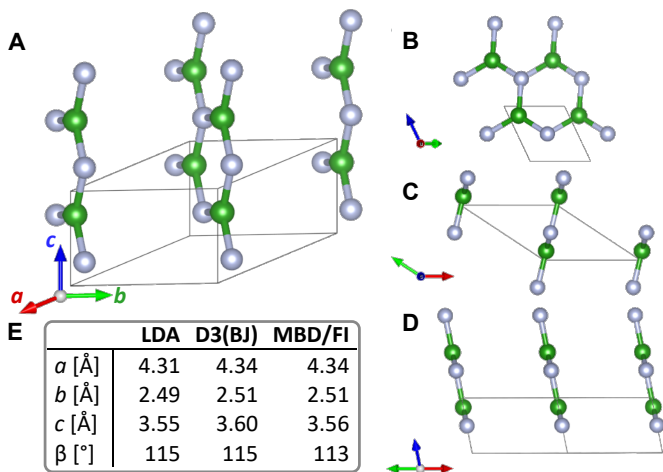 A
B
C
c
a
b
D
E
LDA D3(BJ) MBD/FI
a [Å] 4.31 4.34 4.34
b [Å] 2.49 2.51 2.51
c [Å] 3.55 3.60 3.56
β [°] 115 115 113